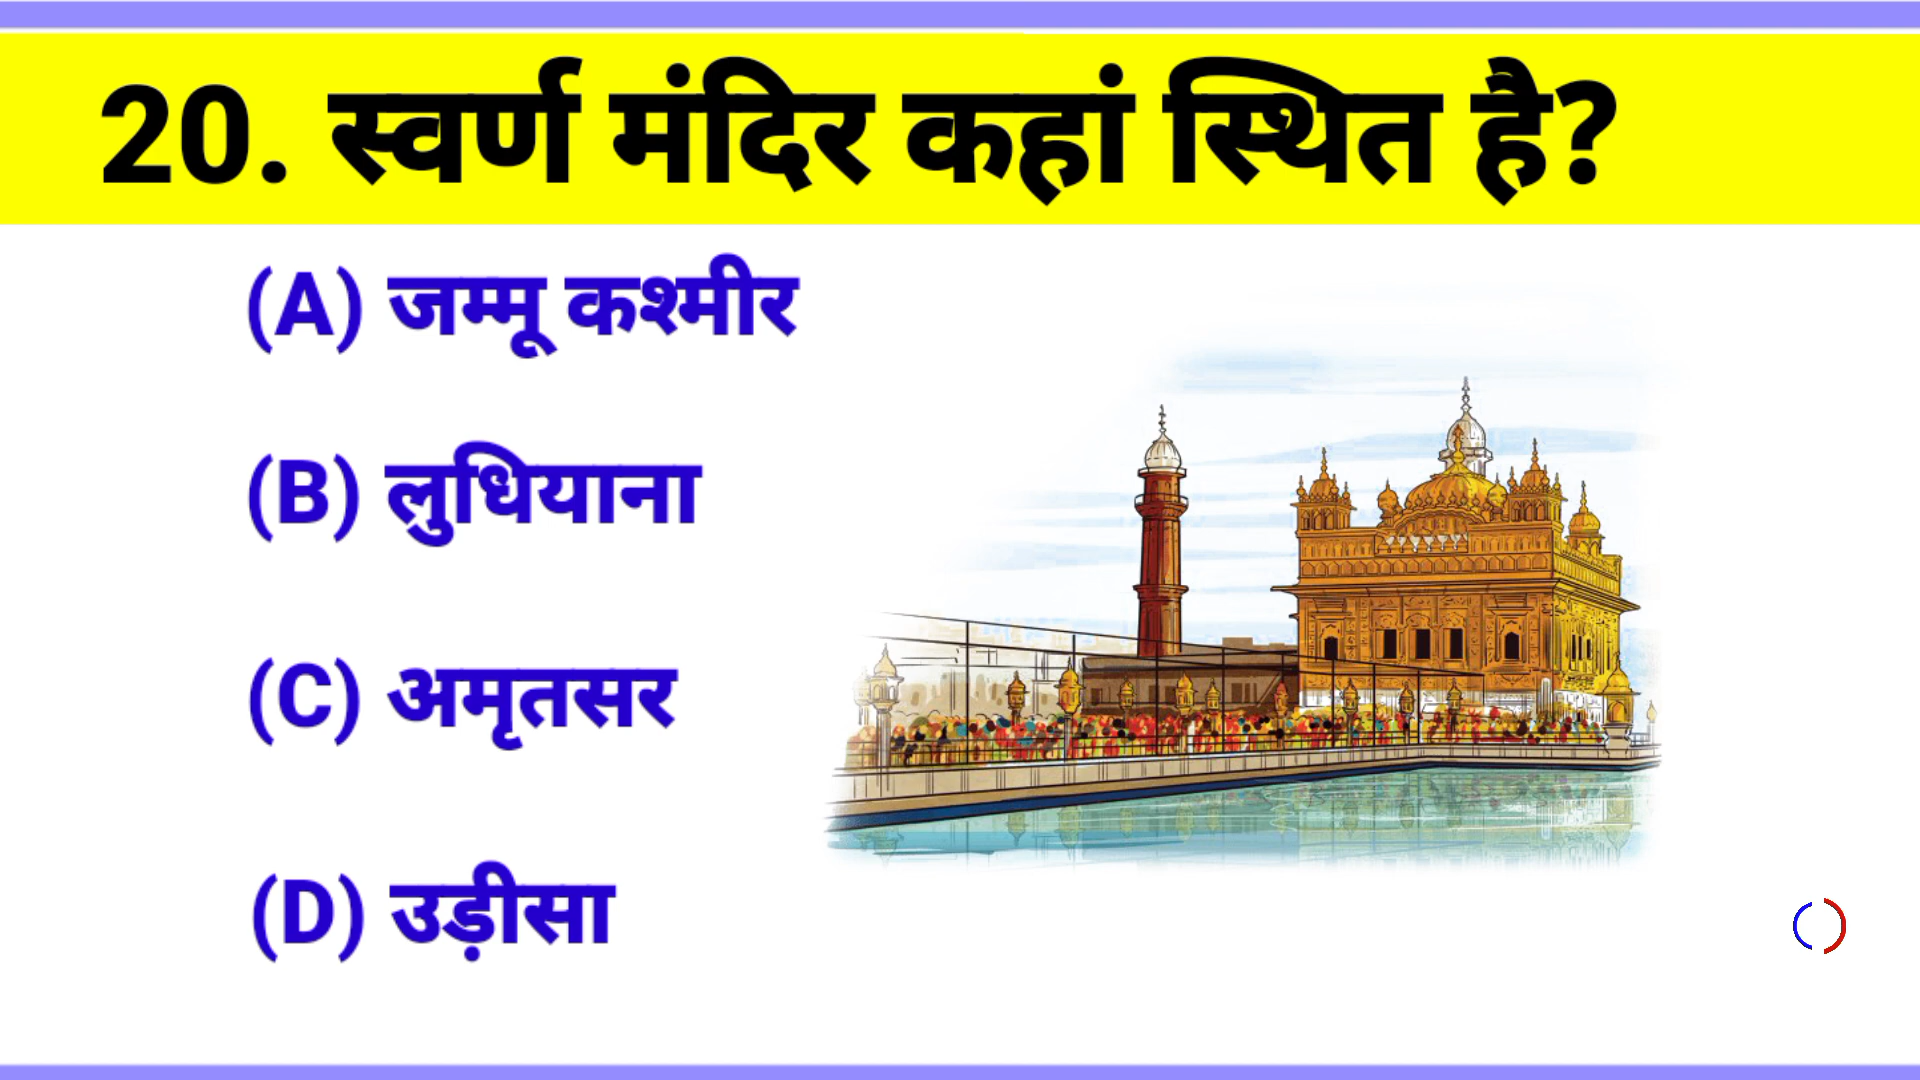 20. स्वर्ण मंदिर कहां स्थित है?
(A) जम्मू कश्मीर
(B) लुधियाना
(C) अमृतसर
(D) उड़ीसा